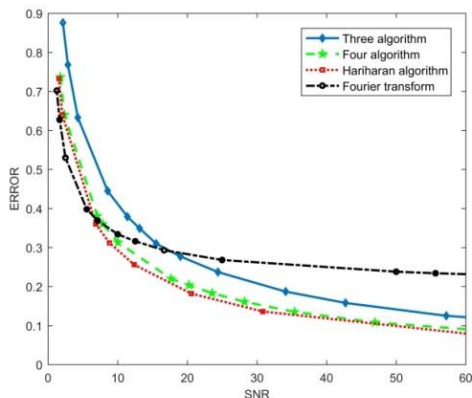 0.9
0.8
0.7
0.6
0.5
0.4
0.3
0.2
0.1
0
ERROR
Three algorithm
Four algorithm
Hariharan algorithm
Fourier transform
0 10 20 30 40 50 60
SNR